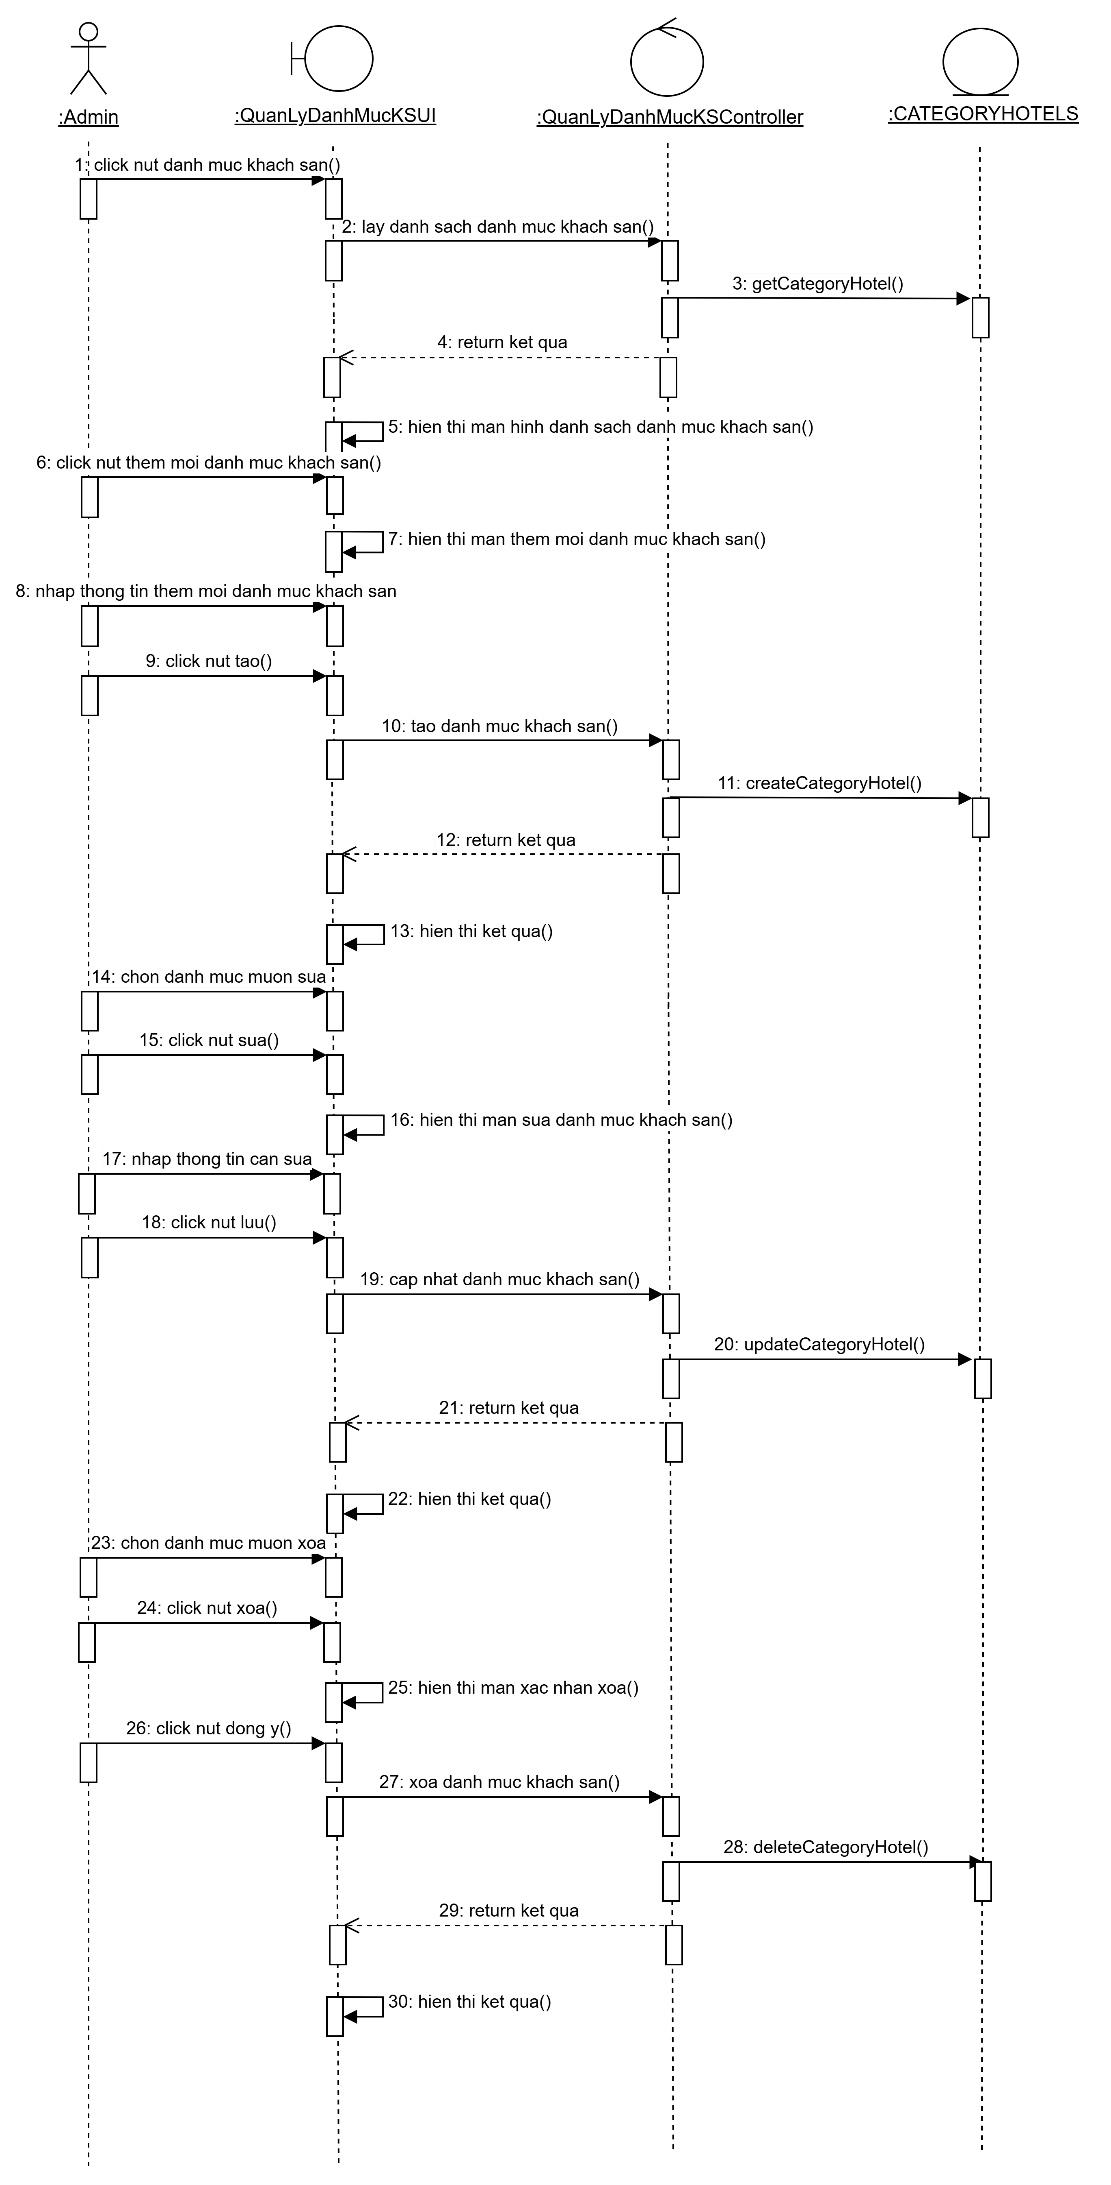 :Admin
:QuanLyDanhMucKSUI
:QuanLyDanhMucKSController
:CATEGORYHOTELS
1: click nut danh muc khach san()
2: lay danh sach danh muc khach san()
3: getCategoryHotel()
4: return ket qua
5: hien thi man hinh danh sach danh muc khach san()
6: click nut them moi danh muc khach san()
7: hien thi man them moi danh muc khach san()
8: nhap thong tin them moi danh muc khach san
9: click nut tao()
10: tao danh muc khach san()
11: createCategoryHotel()
12: return ket qua
13: hien thi ket qua()
14: chon danh muc muon sua
15: click nut sua()
16: hien thi man sua danh muc khach san()
17: nhap thong tin can sua
18: click nut luu()
19: cap nhat danh muc khach san()
20: updateCategoryHotel()
21: return ket qua
22: hien thi ket qua()
23: chon danh muc muon xoa
24: click nut xoa()
25: hien thi man xac nhan xoa()
26: click nut dong y()
27: xoa danh muc khach san()
28: deleteCategoryHotel()
29: return ket qua
30: hien thi ket qua()